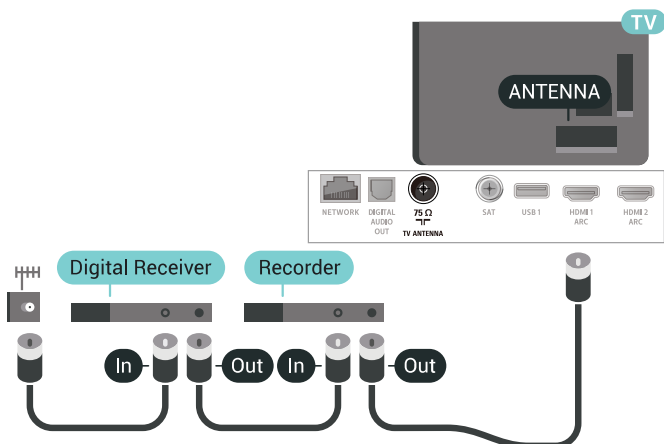 TV
ANTENNA
NETWORK
DIGITAL
AUDIO
OUT
75 Ω
TV ANTENNA
SAT
USB 1
HDMI 1
ARC
HDMI 2
ARC
Digital Receiver
Recorder
In
Out
In
Out